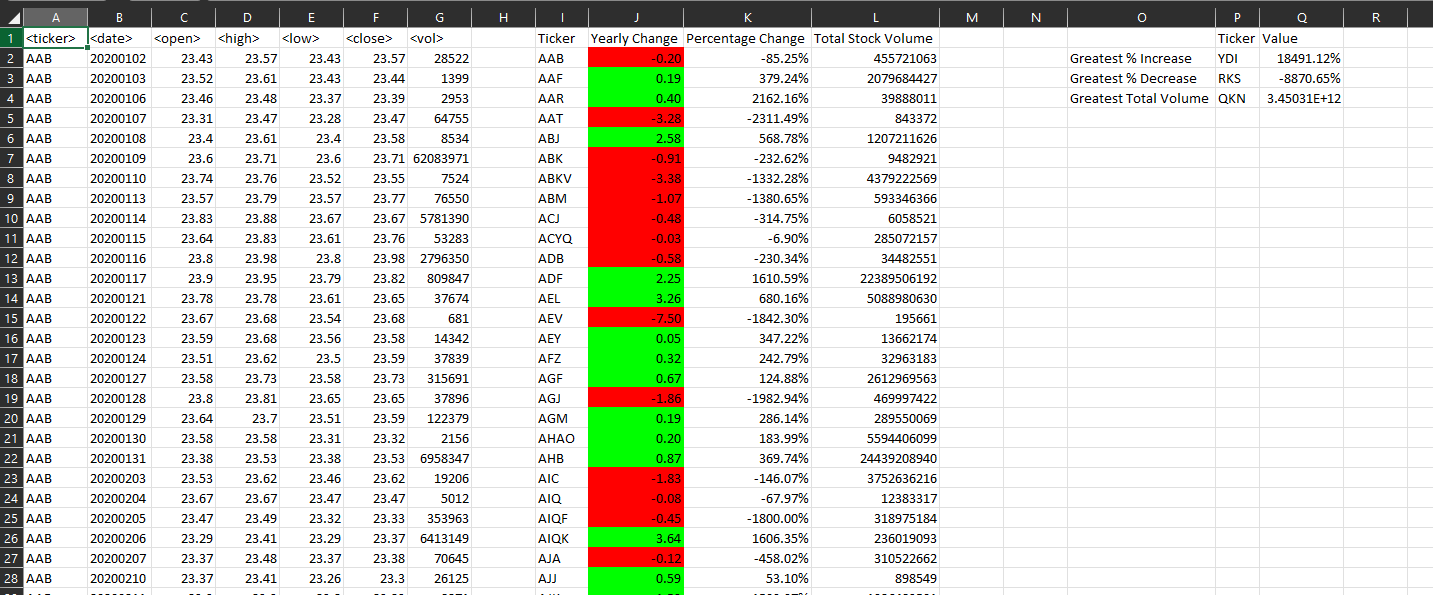 A B C D E F G H I J K L M N O P Q R
1 <ticker> <date> <open> <high> <low> <close> <vol> Ticker Yearly Change Percentage Change Total Stock Volume Ticker Value
2 AAB 20200102 23.43 23.57 23.43 23.57 28522 AAB -0.20 -85.25% 455721063 Greatest % Increase YDI 18491.12%
3 AAB 20200103 23.52 23.61 23.43 23.44 1399 AAF 0.19 379.24% 2079684427 Greatest % Decrease RKS -8870.65%
4 AAB 20200106 23.46 23.48 23.37 23.39 2953 AAR 0.40 2162.16% 39888011 Greatest Total Volume QKN 3.45031E+12
5 AAB 20200107 23.31 23.47 23.28 23.47 64755 AAT -3.28 -2311.49% 843372
6 AAB 20200108 23.4 23.61 23.4 23.58 8534 ABJ 2.58 568.78% 1207211626
7 AAB 20200109 23.6 23.71 23.6 23.71 62083971 ABK -0.91 -232.62% 9482921
8 AAB 20200110 23.74 23.76 23.52 23.55 7524 ABKV -3.38 -1332.28% 4379222569
9 AAB 20200113 23.57 23.79 23.57 23.77 76550 ABM -1.07 -1380.65% 593346366
10 AAB 20200114 23.83 23.88 23.67 23.67 5781390 ACJ -0.48 -314.75% 6058521
11 AAB 20200115 23.64 23.83 23.61 23.76 53283 ACYQ -0.03 -6.90% 285072157
12 AAB 20200116 23.8 23.98 23.8 23.98 2796350 ADB -0.58 -230.34% 34482551
13 AAB 20200117 23.9 23.95 23.79 23.82 809847 ADF 2.25 1610.59% 22389506192
14 AAB 20200121 23.78 23.78 23.61 23.65 37674 AEL 3.26 680.16% 5088980630
15 AAB 20200122 23.67 23.68 23.54 23.68 681 AEV -7.50 -1842.30% 195661
16 AAB 20200123 23.59 23.68 23.56 23.58 14342 AEY 0.05 347.22% 13662174
17 AAB 20200124 23.51 23.62 23.5 23.59 37839 AFZ 0.32 242.79% 32963183
18 AAB 20200127 23.58 23.73 23.58 23.73 315691 AGF 0.67 124.88% 2612969563
19 AAB 20200128 23.8 23.81 23.65 23.65 37896 AGJ -1.86 -1982.94% 469997422
20 AAB 20200129 23.64 23.7 23.51 23.59 122379 AGM 0.19 286.14% 289550069
21 AAB 20200130 23.58 23.58 23.31 23.32 2156 AHAO 0.20 183.99% 5594406099
22 AAB 20200131 23.38 23.53 23.38 23.53 6958347 AHB 0.87 369.74% 24439208940
23 AAB 20200203 23.53 23.62 23.46 23.62 19206 AIC -1.83 -146.07% 3752636216
24 AAB 20200204 23.67 23.67 23.47 23.47 5012 AIQ -0.08 -67.97% 12383317
25 AAB 20200205 23.47 23.49 23.32 23.33 353963 AIQF -0.45 -1800.00% 318975184
26 AAB 20200206 23.29 23.41 23.29 23.37 6413149 AIQK 3.64 1606.35% 236019093
27 AAB 20200207 23.37 23.48 23.37 23.38 70645 AJA -0.12 -458.02% 310522662
28 AAB 20200210 23.37 23.41 23.26 23.3 26125 AJJ 0.59 53.10% 898549